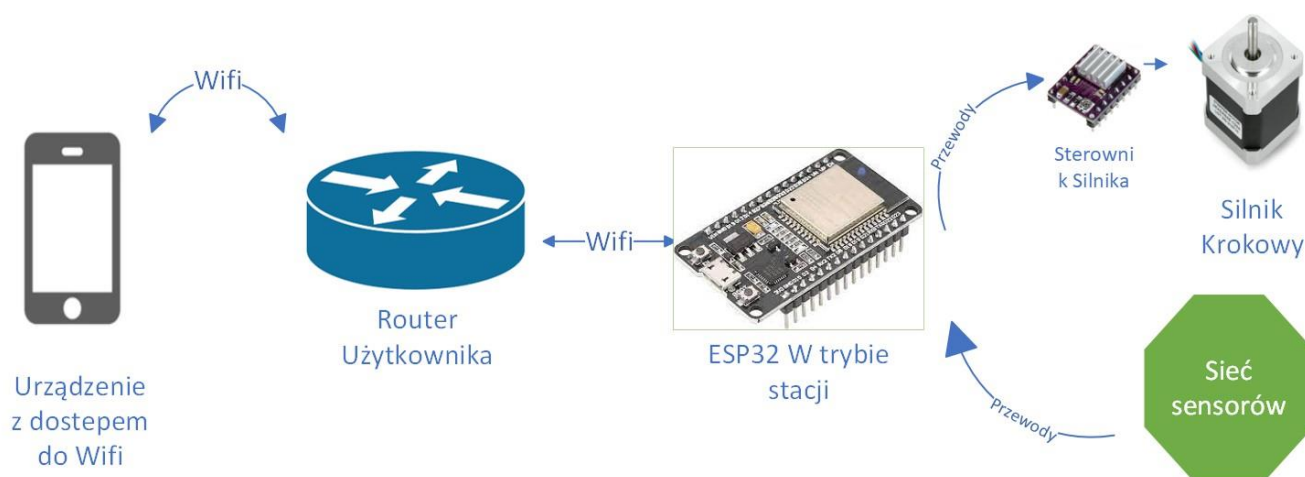 Wifi
Urządzenie
z dostepem
do Wifi
Router
Użytkownika
Wifi
ESP32 W trybie
stacji
Przewody
Sterowni
k Silnika
Silnik
Krokowy
Przewody
Sieć
sensorów